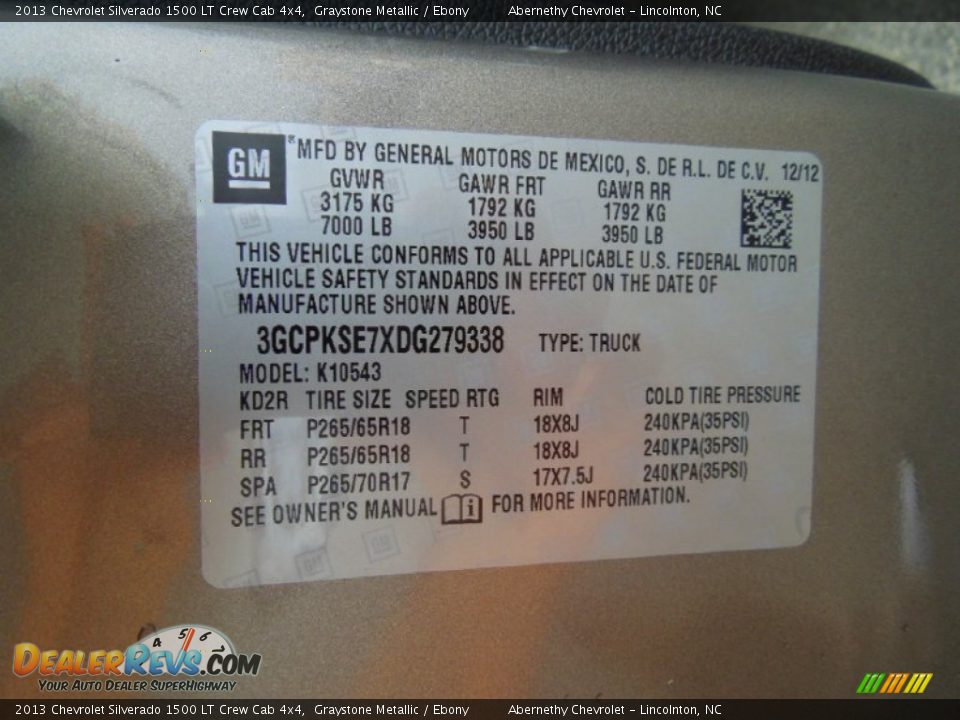 2013 Chevrolet Silverado 1500 LT Crew Cab 4x4, Graystone Metallic / Ebony Abernethy Chevrolet - Lincolnton, NC
GM MFD BY GENERAL MOTORS DE MEXICO, S. DE R.L. DE C.V. 12/12
GVWR GAWR FRT GAWR RR
3175 KG 1792 KG 1792 KG
7000 LB 3950 LB 3950 LB
THIS VEHICLE CONFORMS TO ALL APPLICABLE U.S. FEDERAL MOTOR
VEHICLE SAFETY STANDARDS IN EFFECT ON THE DATE OF
MANUFACTURE SHOWN ABOVE.
3GCPKSE7XDG279338 TYPE: TRUCK
MODEL: K10543
KD2R TIRE SIZE SPEED RTG RIM COLD TIRE PRESSURE
FRT P265/65R18 T 18X8J 240KPA(35PSI)
RR P265/65R18 T 18X8J 240KPA(35PSI)
SPA P265/70R17 S 17X7.5J 240KPA(35PSI)
SEE OWNER'S MANUAL i FOR MORE INFORMATION.
4 5 6
DEALERREVS.COM
YOUR AUTO DEALER SUPERHIGHWAY
2013 Chevrolet Silverado 1500 LT Crew Cab 4x4, Graystone Metallic / Ebony Abernethy Chevrolet - Lincolnton, NC